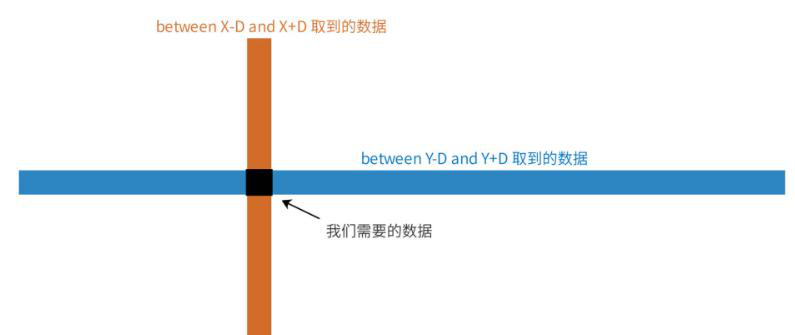 between X-D and X+D 取到的数据
between Y-D and Y+D 取到的数据
我们需要的数据